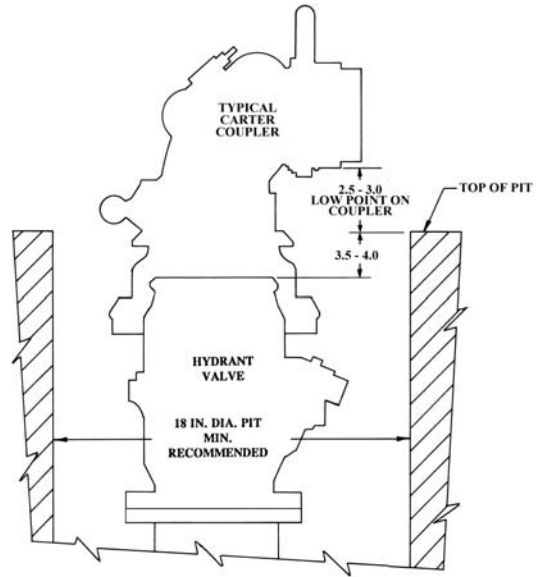 TYPICAL
CARTER
COUPLER
2.5 - 3.0
LOW POINT ON
COUPLER
TOP OF PIT
3.5 - 4.0
HYDRANT
VALVE
18 IN. DIA. PIT
MIN.
RECOMMENDED